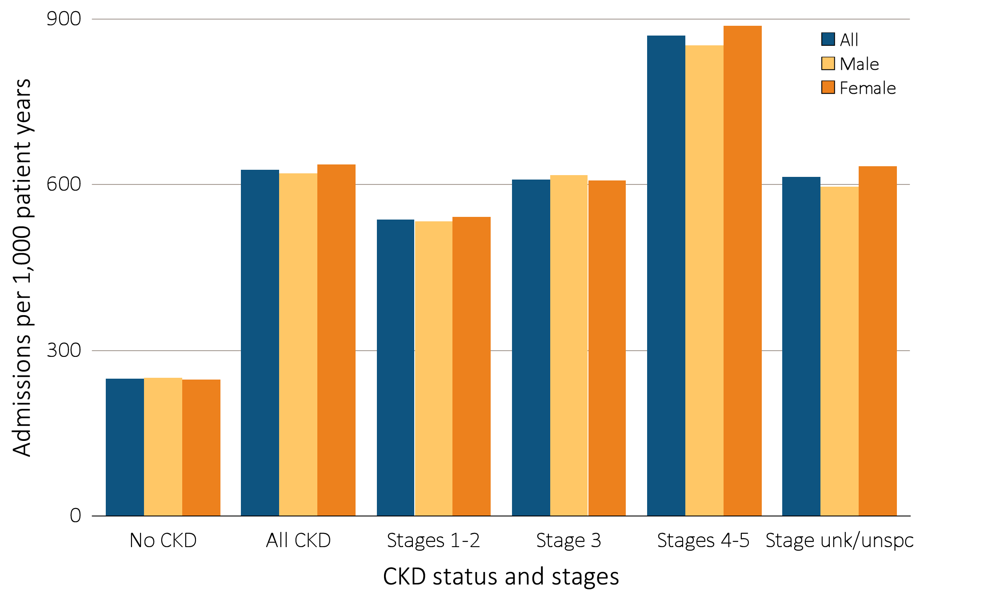 900
600
300
0
Admissions per 1,000 patient years
All
Male
Female
No CKD
All CKD
Stages 1-2
Stage 3
Stages 4-5
Stage unk/unspc
CKD status and stages